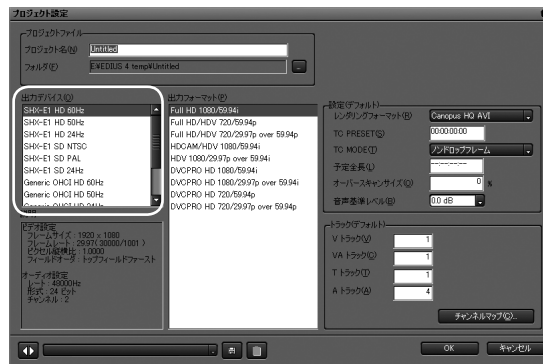 プロジェクト設定
プロジェクトファイル
プロジェクト名(N)
Untitled
フォルダ(F)
E:¥EDIUS 4 temp¥Untitled
出力デバイス(O)
SHX-E1 HD 60Hz
SHX-E1 HD 50Hz
SHX-E1 HD 24Hz
SHX-E1 SD NTSC
SHX-E1 SD PAL
SHX-E1 SD 24Hz
Generic OHCI HD 60Hz
Generic OHCI HD 50Hz
Generic OHCI HD 24Hz
出力フォーマット(P)
Full HD 1080/59.94i
Full HD/HDV 720/59.94p
Full HD/HDV 720/29.97p over 59.94p
HDCAM/HDV 1080/59.94i
HDV 1080/29.97p over 59.94i
DVCPRO HD 1080/59.94i
DVCPRO HD 1080/29.97p over 59.94i
DVCPRO HD 720/59.94p
DVCPRO HD 720/29.97p over 59.94p
ビデオ設定
フレームサイズ : 1920 x 1080
フレームレート : 29.97( 30000/1001 )
ピクセル縦横比 : 1.0000
フィールドオーダ : トップフィールドファースト
オーディオ設定
レート : 48000Hz
形式 : 24 ビット
チャンネル : 2
設定(デフォルト)
レンダリングフォーマット(R)
Canopus HQ AVI
TC PRESET(S)
00:00:00:00
TC MODE(T)
ノンドロップフレーム
予定全長(L)
--:--:--:--
オーバースキャンサイズ(Q)
0 %
音声基準レベル(B)
0.0 dB
トラック(デフォルト)
V トラック(V)
1
VA トラック(C)
1
T トラック(I)
1
A トラック(A)
4
チャンネルマップ(G)...
OK
キャンセル